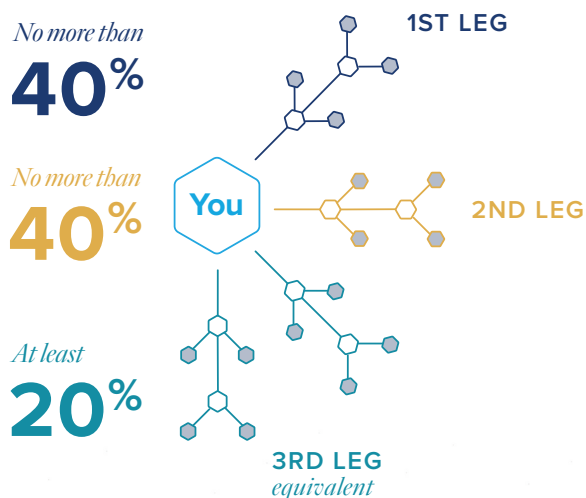 No more than
40%
1ST LEG
No more than
40%
You
2ND LEG
At least
20%
3RD LEG
equivalent